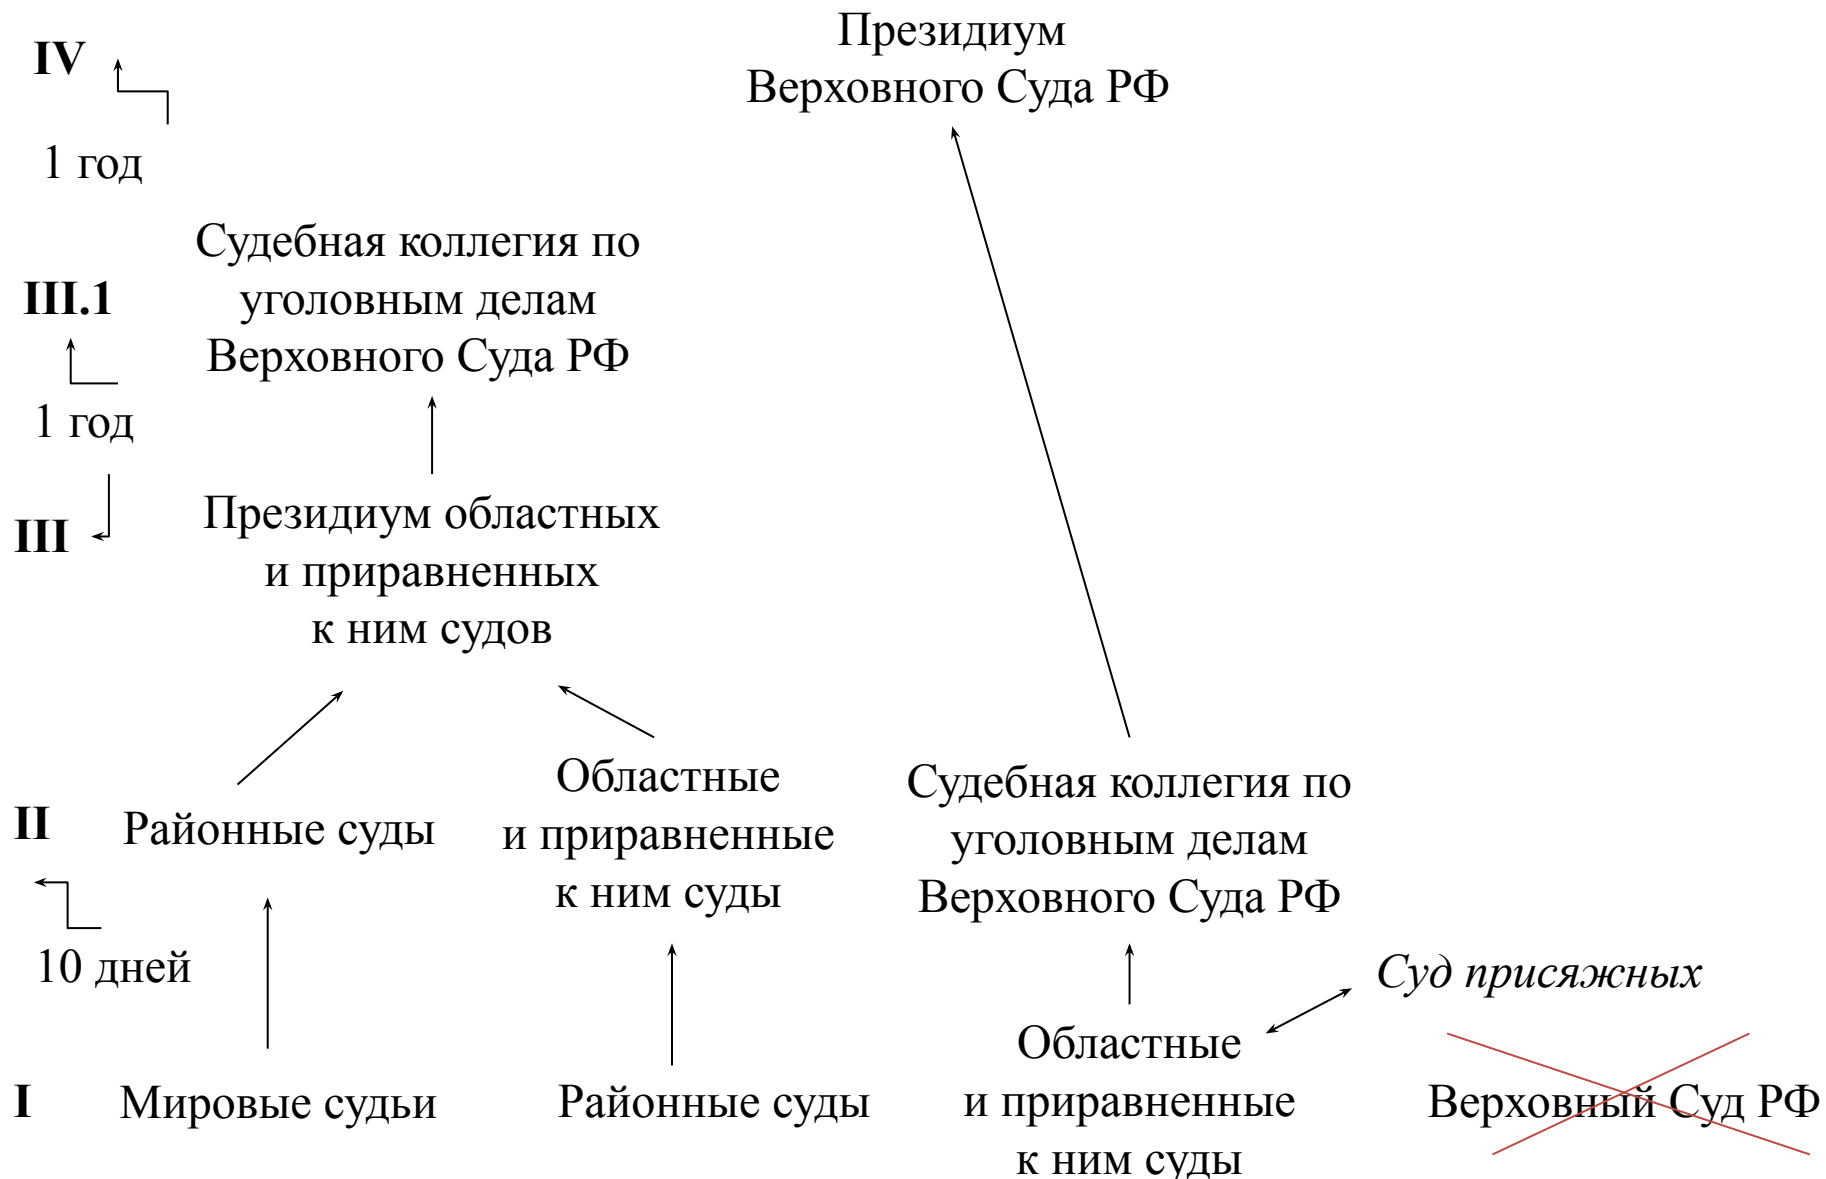 IV
Президиум
Верховного Суда РФ
1 год
Судебная коллегия по
уголовным делам
Верховного Суда РФ
III.1
1 год
III
Президиум областных
и приравненных
к ним судов
II
Районные суды
Областные
и приравненные
к ним суды
Судебная коллегия по
уголовным делам
Верховного Суда РФ
10 дней
Суд присяжных
I
Мировые судьи
Районные суды
Областные
и приравненные
к ним суды
Верховный Суд РФ